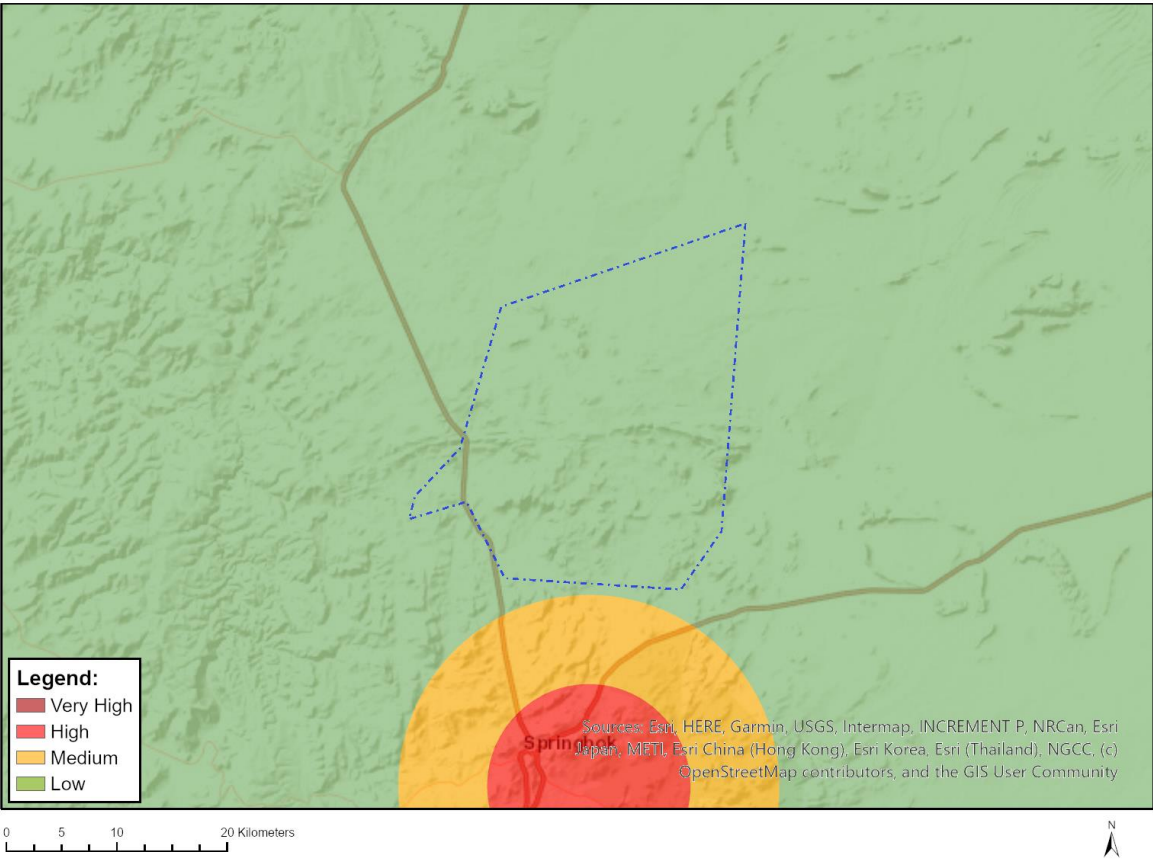 Springbok
Sources: Esri, HERE, Garmin, USGS, Intermap, INCREMENT P, NRCan, Esri
Japan, METI, Esri China (Hong Kong), Esri Korea, Esri (Thailand), NGCC, (c)
OpenStreetMap contributors, and the GIS User Community
Legend:
Very High
High
Medium
Low
0 5 10 20 Kilometers
N